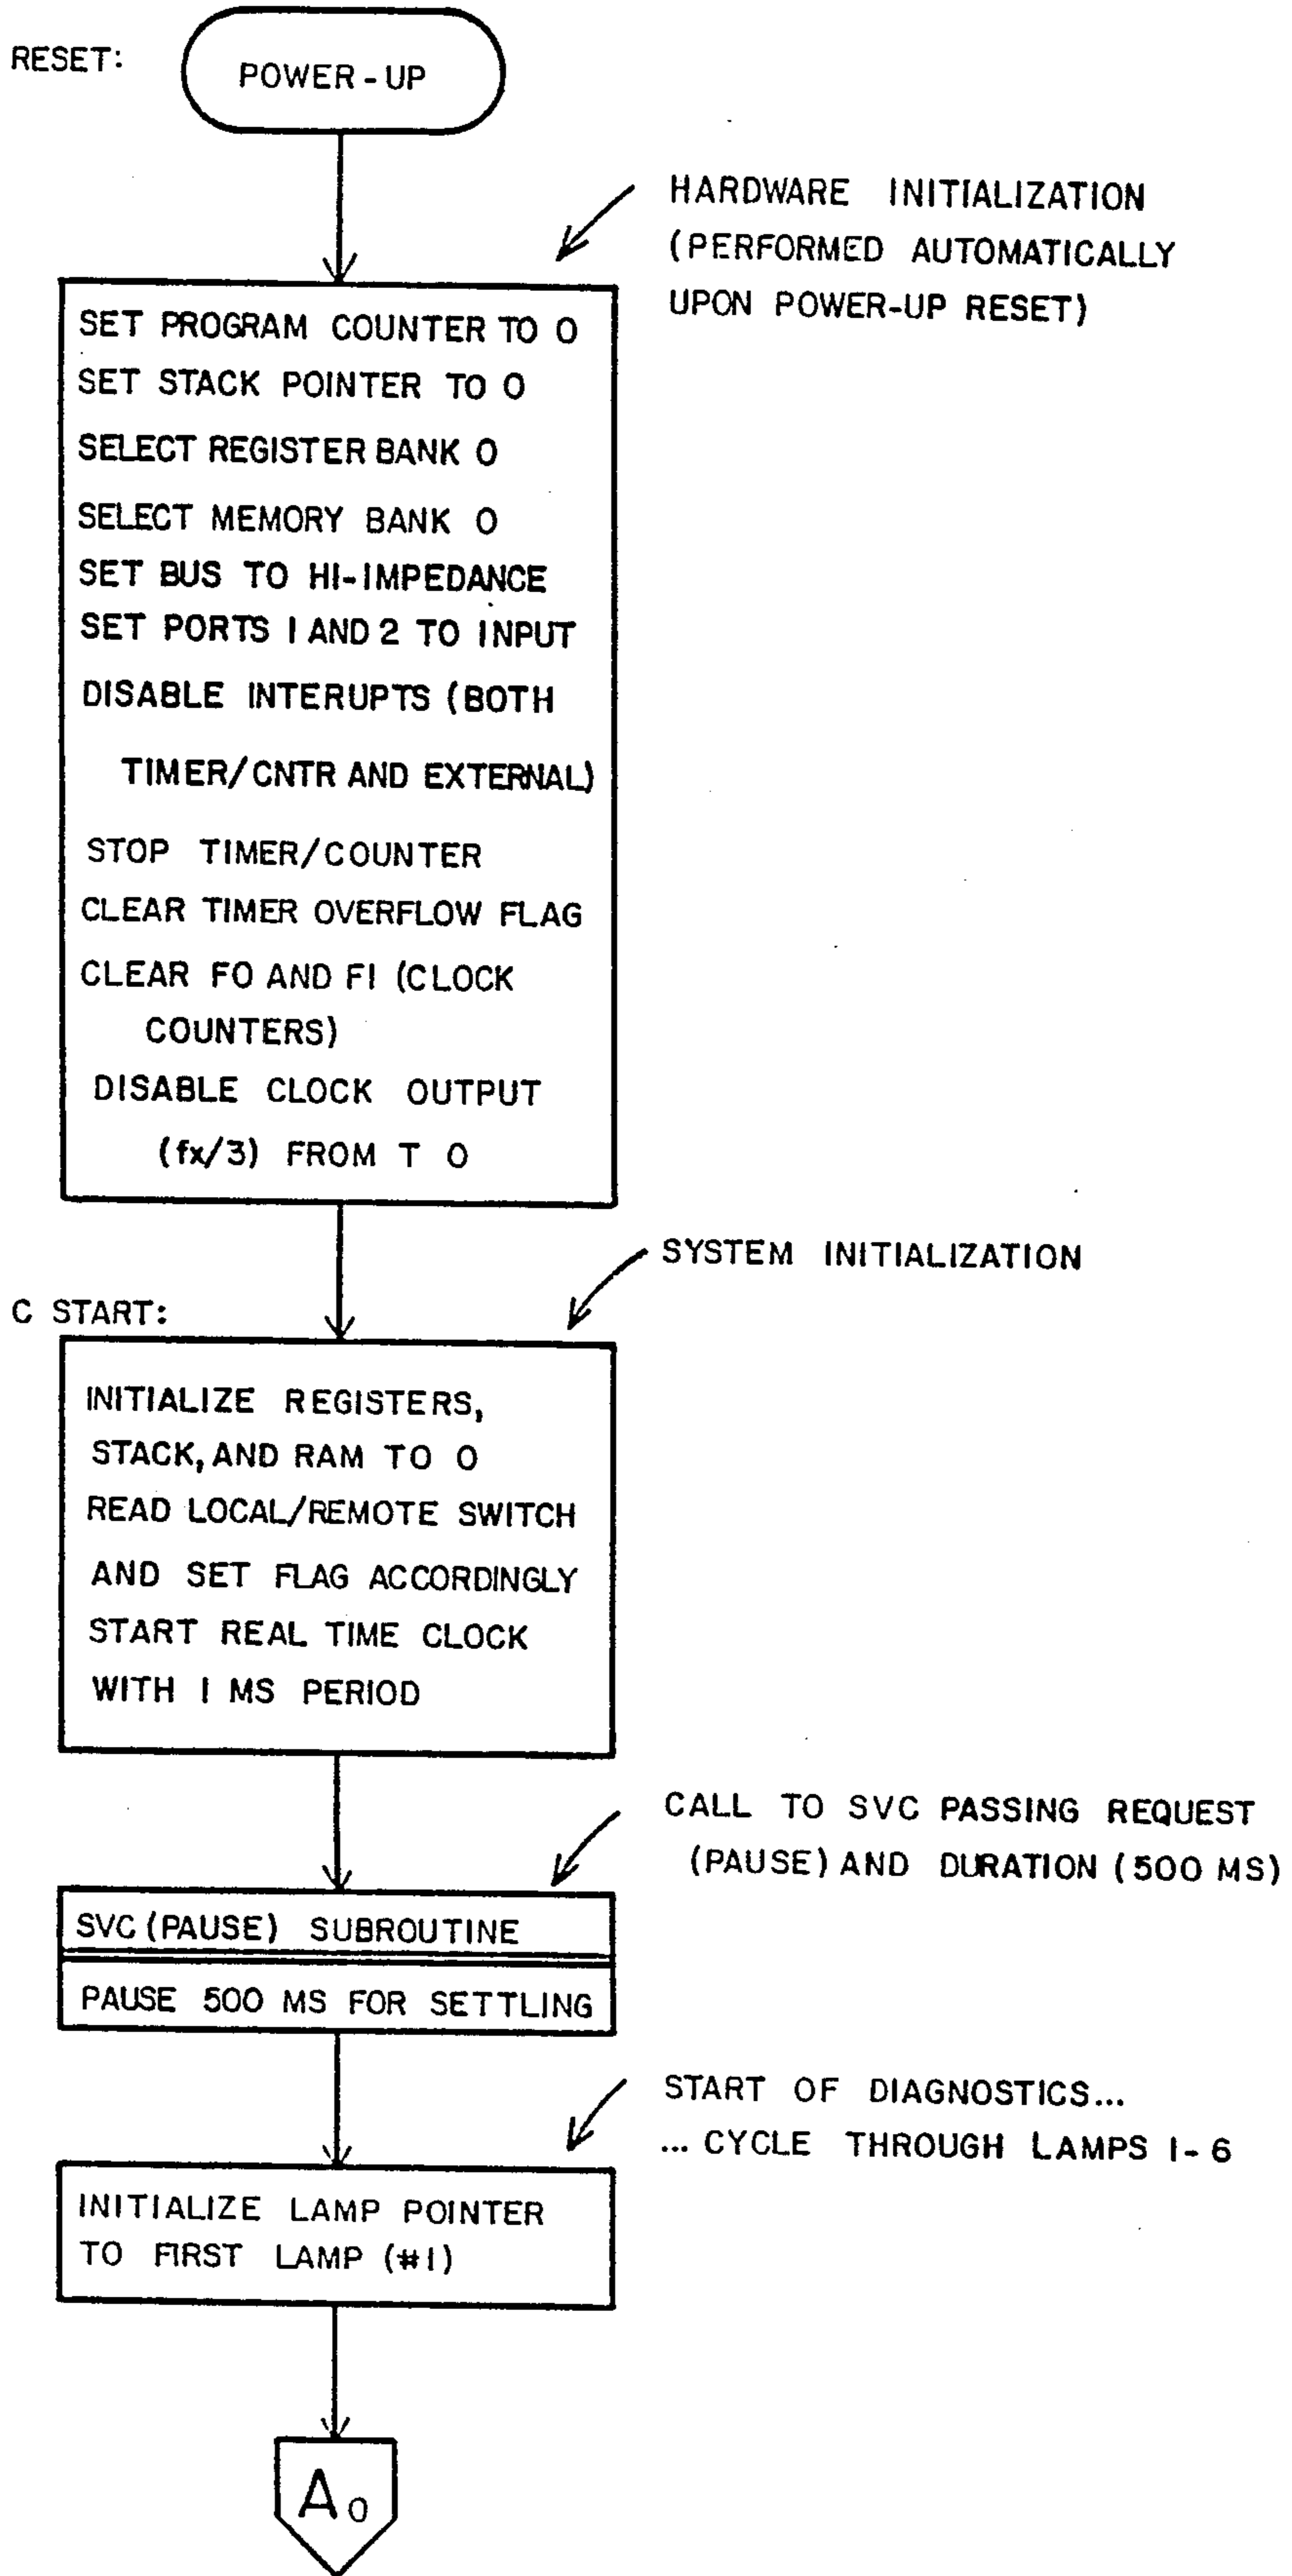 RESET:
POWER-UP
HARDWARE INITIALIZATION
(PERFORMED AUTOMATICALLY
UPON POWER-UP RESET)
SET PROGRAM COUNTER TO 0
SET STACK POINTER TO 0
SELECT REGISTER BANK 0
SELECT MEMORY BANK 0
SET BUS TO HI-IMPEDANCE
SET PORTS 1 AND 2 TO INPUT
DISABLE INTERUPTS (BOTH
TIMER/CNTR AND EXTERNAL)
STOP TIMER/COUNTER
CLEAR TIMER OVERFLOW FLAG
CLEAR F0 AND F1 (CLOCK
COUNTERS)
DISABLE CLOCK OUTPUT
(fx/3) FROM T 0
SYSTEM INITIALIZATION
C START:
INITIALIZE REGISTERS,
STACK, AND RAM TO 0
READ LOCAL/REMOTE SWITCH
AND SET FLAG ACCORDINGLY
START REAL TIME CLOCK
WITH 1 MS PERIOD
CALL TO SVC PASSING REQUEST
(PAUSE) AND DURATION (500 MS)
SVC (PAUSE) SUBROUTINE
PAUSE 500 MS FOR SETTLING
START OF DIAGNOSTICS...
... CYCLE THROUGH LAMPS 1-6
INITIALIZE LAMP POINTER
TO FIRST LAMP (#1)
A0